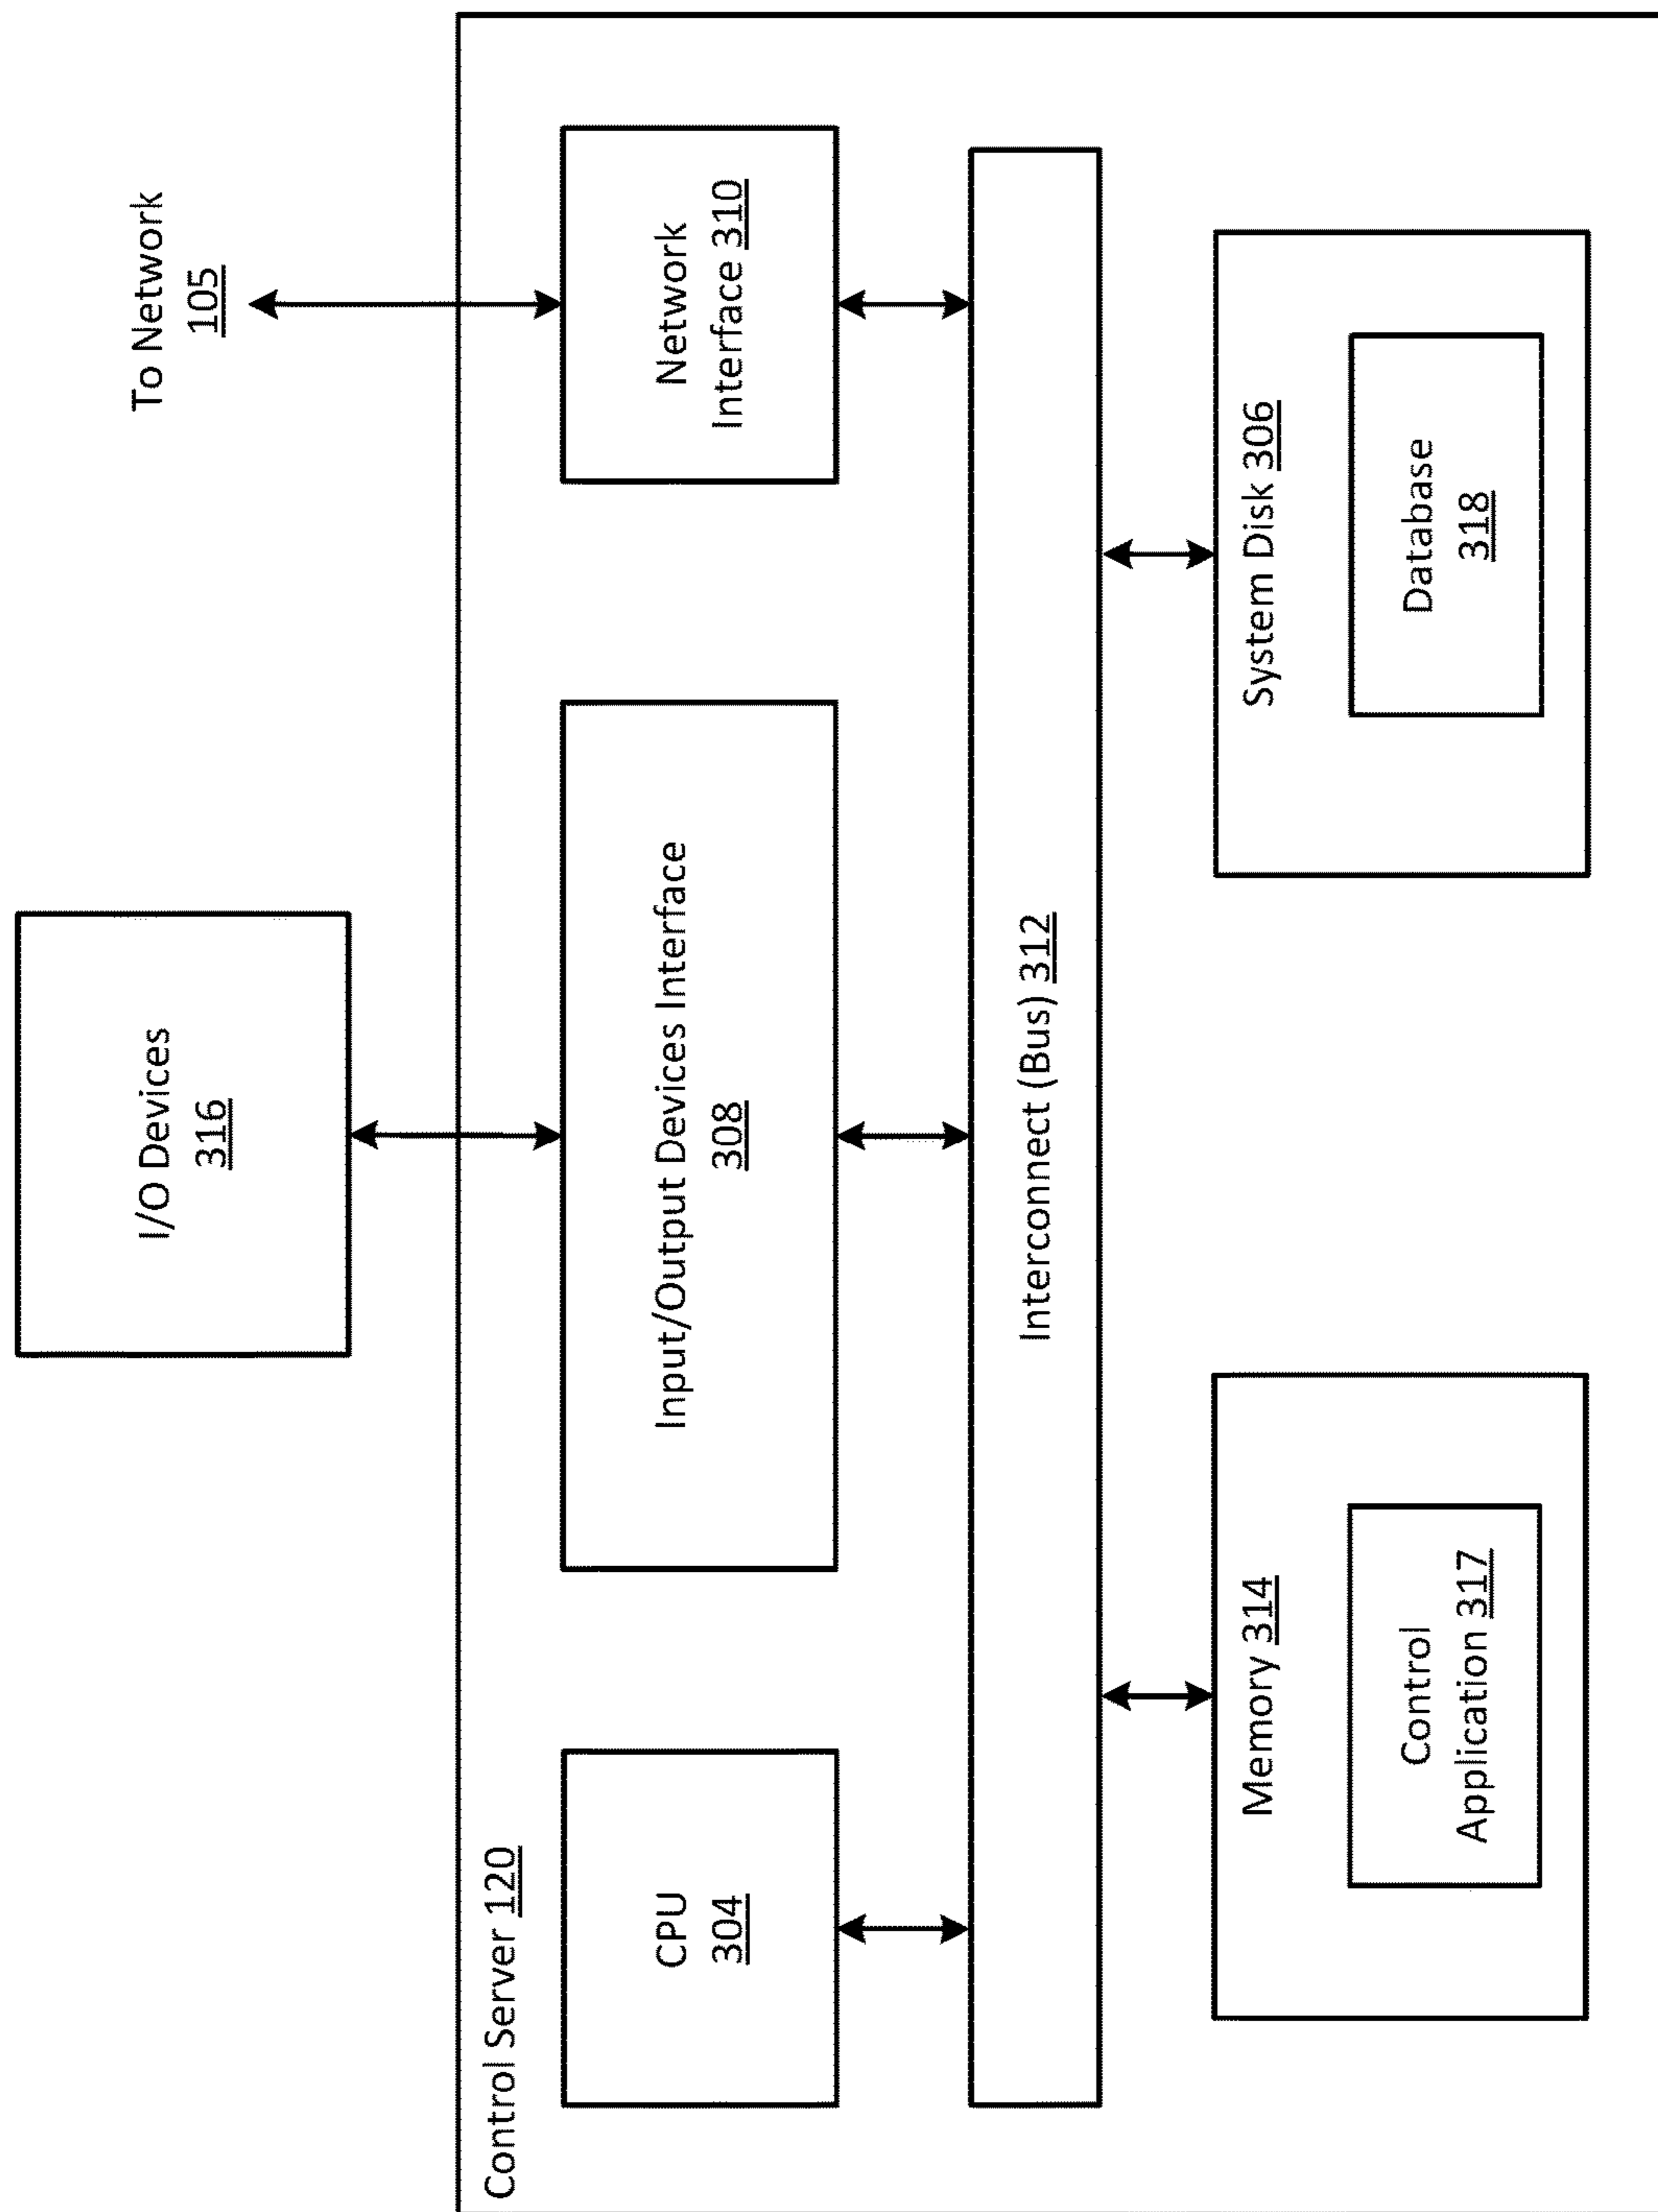 I/O Devices
316
To Network
105
Control Server 120
CPU
304
Input/Output Devices Interface
308
Network
Interface 310
Interconnect (Bus) 312
Memory 314
Control
Application 317
System Disk 306
Database
318